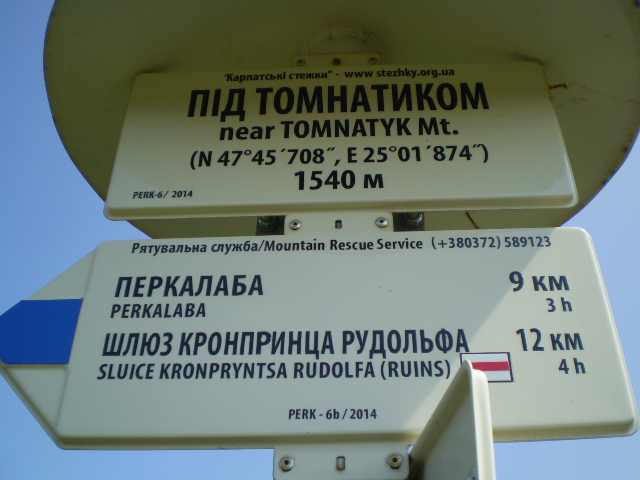 "Карпатські стежки" - www.stezhky.org.ua
ПІД ТОМНАТИКОМ
near TOMNATYK Mt.
(N 47°45´708˝, E 25°01´874˝)
1540 м
PERK-6/ 2014
Рятувальна служба/Mountain Rescue Service (+380372) 589123
ПЕРКАЛАБА 9 км
PERKALABA 3 h
ШЛЮЗ КРОНПРИНЦА РУДОЛЬФА 12 км
SLUICE KRONPRYNTSA RUDOLFA (RUINS) 4 h
PERK - 6b / 2014